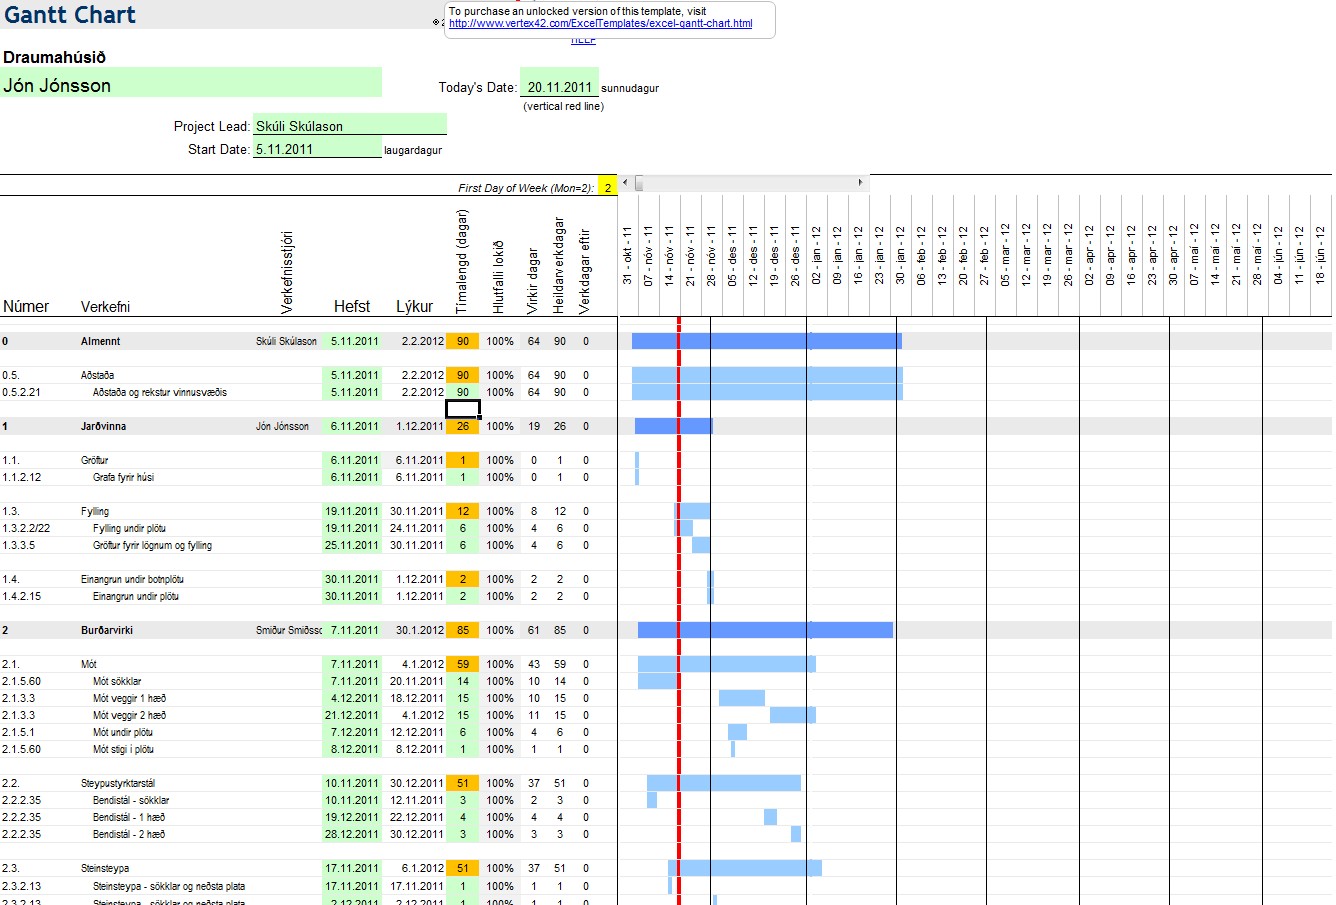 Gantt Chart
To purchase an unlocked version of this template, visit
http://www.vertex42.com/ExcelTemplates/excel-gantt-chart.html
HELP
Draumahúsið
Jón Jónsson
Today's Date: 20.11.2011 sunnudagur
(vertical red line)
Project Lead: Skúli Skúlason
Start Date: 5.11.2011 laugardagur
First Day of Week (Mon=2): 2
Númer Verkefni Verkefnisstjóri Hefst Lýkur Tímalengd (dagar) Hlutfalli lokið Virkir dagar Heildarverkdagar Verkdagar eftir 31 - okt - 11 07 - nóv - 11 14 - nóv - 11 21 - nóv - 11 28 - nóv - 11 05 - des - 11 12 - des - 11 19 - des - 11 26 - des - 11 02 - jan - 12 09 - jan - 12 16 - jan - 12 23 - jan - 12 30 - jan - 12 06 - feb - 12 13 - feb - 12 20 - feb - 12 27 - feb - 12 05 - mar - 12 12 - mar - 12 19 - mar - 12 26 - mar - 12 02 - apr - 12 09 - apr - 12 16 - apr - 12 23 - apr - 12 30 - apr - 12 07 - maí - 12 14 - maí - 12 21 - maí - 12 28 - maí - 12 04 - jún - 12 11 - jún - 12 18 - jún - 12
0 Almennt Skúli Skúlason 5.11.2011 2.2.2012 90 100% 64 90 0
0.5. Aðstaða 5.11.2011 2.2.2012 90 100% 64 90 0
0.5.2.21 Aðstaða og rekstur vinnusvæðis 5.11.2011 2.2.2012 90 100% 64 90 0
1 Jarðvinna Jón Jónsson 6.11.2011 1.12.2011 26 100% 19 26 0
1.1. Gröftur 6.11.2011 6.11.2011 1 100% 0 1 0
1.1.2.12 Grafa fyrir húsi 6.11.2011 6.11.2011 1 100% 0 1 0
1.3. Fylling 19.11.2011 30.11.2011 12 100% 8 12 0
1.3.2.2/22 Fylling undir plötu 19.11.2011 24.11.2011 6 100% 4 6 0
1.3.3.5 Gröftur fyrir lögnum og fylling 25.11.2011 30.11.2011 6 100% 4 6 0
1.4. Einangrun undir botnplötu 30.11.2011 1.12.2011 2 100% 2 2 0
1.4.2.15 Einangrun undir plötu 30.11.2011 1.12.2011 2 100% 2 2 0
2 Burðarvirki Smiður Smiðsso 7.11.2011 30.1.2012 85 100% 61 85 0
2.1. Mót 7.11.2011 4.1.2012 59 100% 43 59 0
2.1.5.60 Mót sökklar 7.11.2011 20.11.2011 14 100% 10 14 0
2.1.3.3 Mót veggir 1 hæð 4.12.2011 18.12.2011 15 100% 10 15 0
2.1.3.3 Mót veggir 2 hæð 21.12.2011 4.1.2012 15 100% 11 15 0
2.1.5.1 Mót undir plötu 7.12.2011 12.12.2011 6 100% 4 6 0
2.1.5.60 Mót stigi í plötu 8.12.2011 8.12.2011 1 100% 1 1 0
2.2. Steypustyrktarstál 10.11.2011 30.12.2011 51 100% 37 51 0
2.2.2.35 Bendistál - sökklar 10.11.2011 12.11.2011 3 100% 2 3 0
2.2.2.35 Bendistál - 1 hæð 19.12.2011 22.12.2011 4 100% 4 4 0
2.2.2.35 Bendistál - 2 hæð 28.12.2011 30.12.2011 3 100% 3 3 0
2.3. Steinsteypa 17.11.2011 6.1.2012 51 100% 37 51 0
2.3.2.13 Steinsteypa - sökklar og neðsta plata 17.11.2011 17.11.2011 1 100% 1 1 0
2.3.2.13 Steinsteypa - sökklar og neðsta plata 2.12.2011 2.12.2011 1 100% 1 1 0